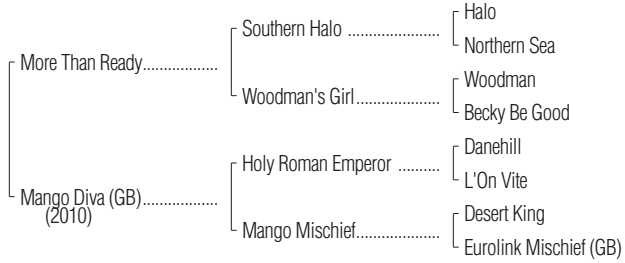 Halo
Southern Halo ....................
Northern Sea
More Than Ready.................
Woodman
Woodman's Girl..................
Becky Be Good
Danehill
Holy Roman Emperor .........
L'On Vite
Mango Diva (GB)................
(2010)
Desert King
Mango Mischief..................
Eurolink Mischief (GB)